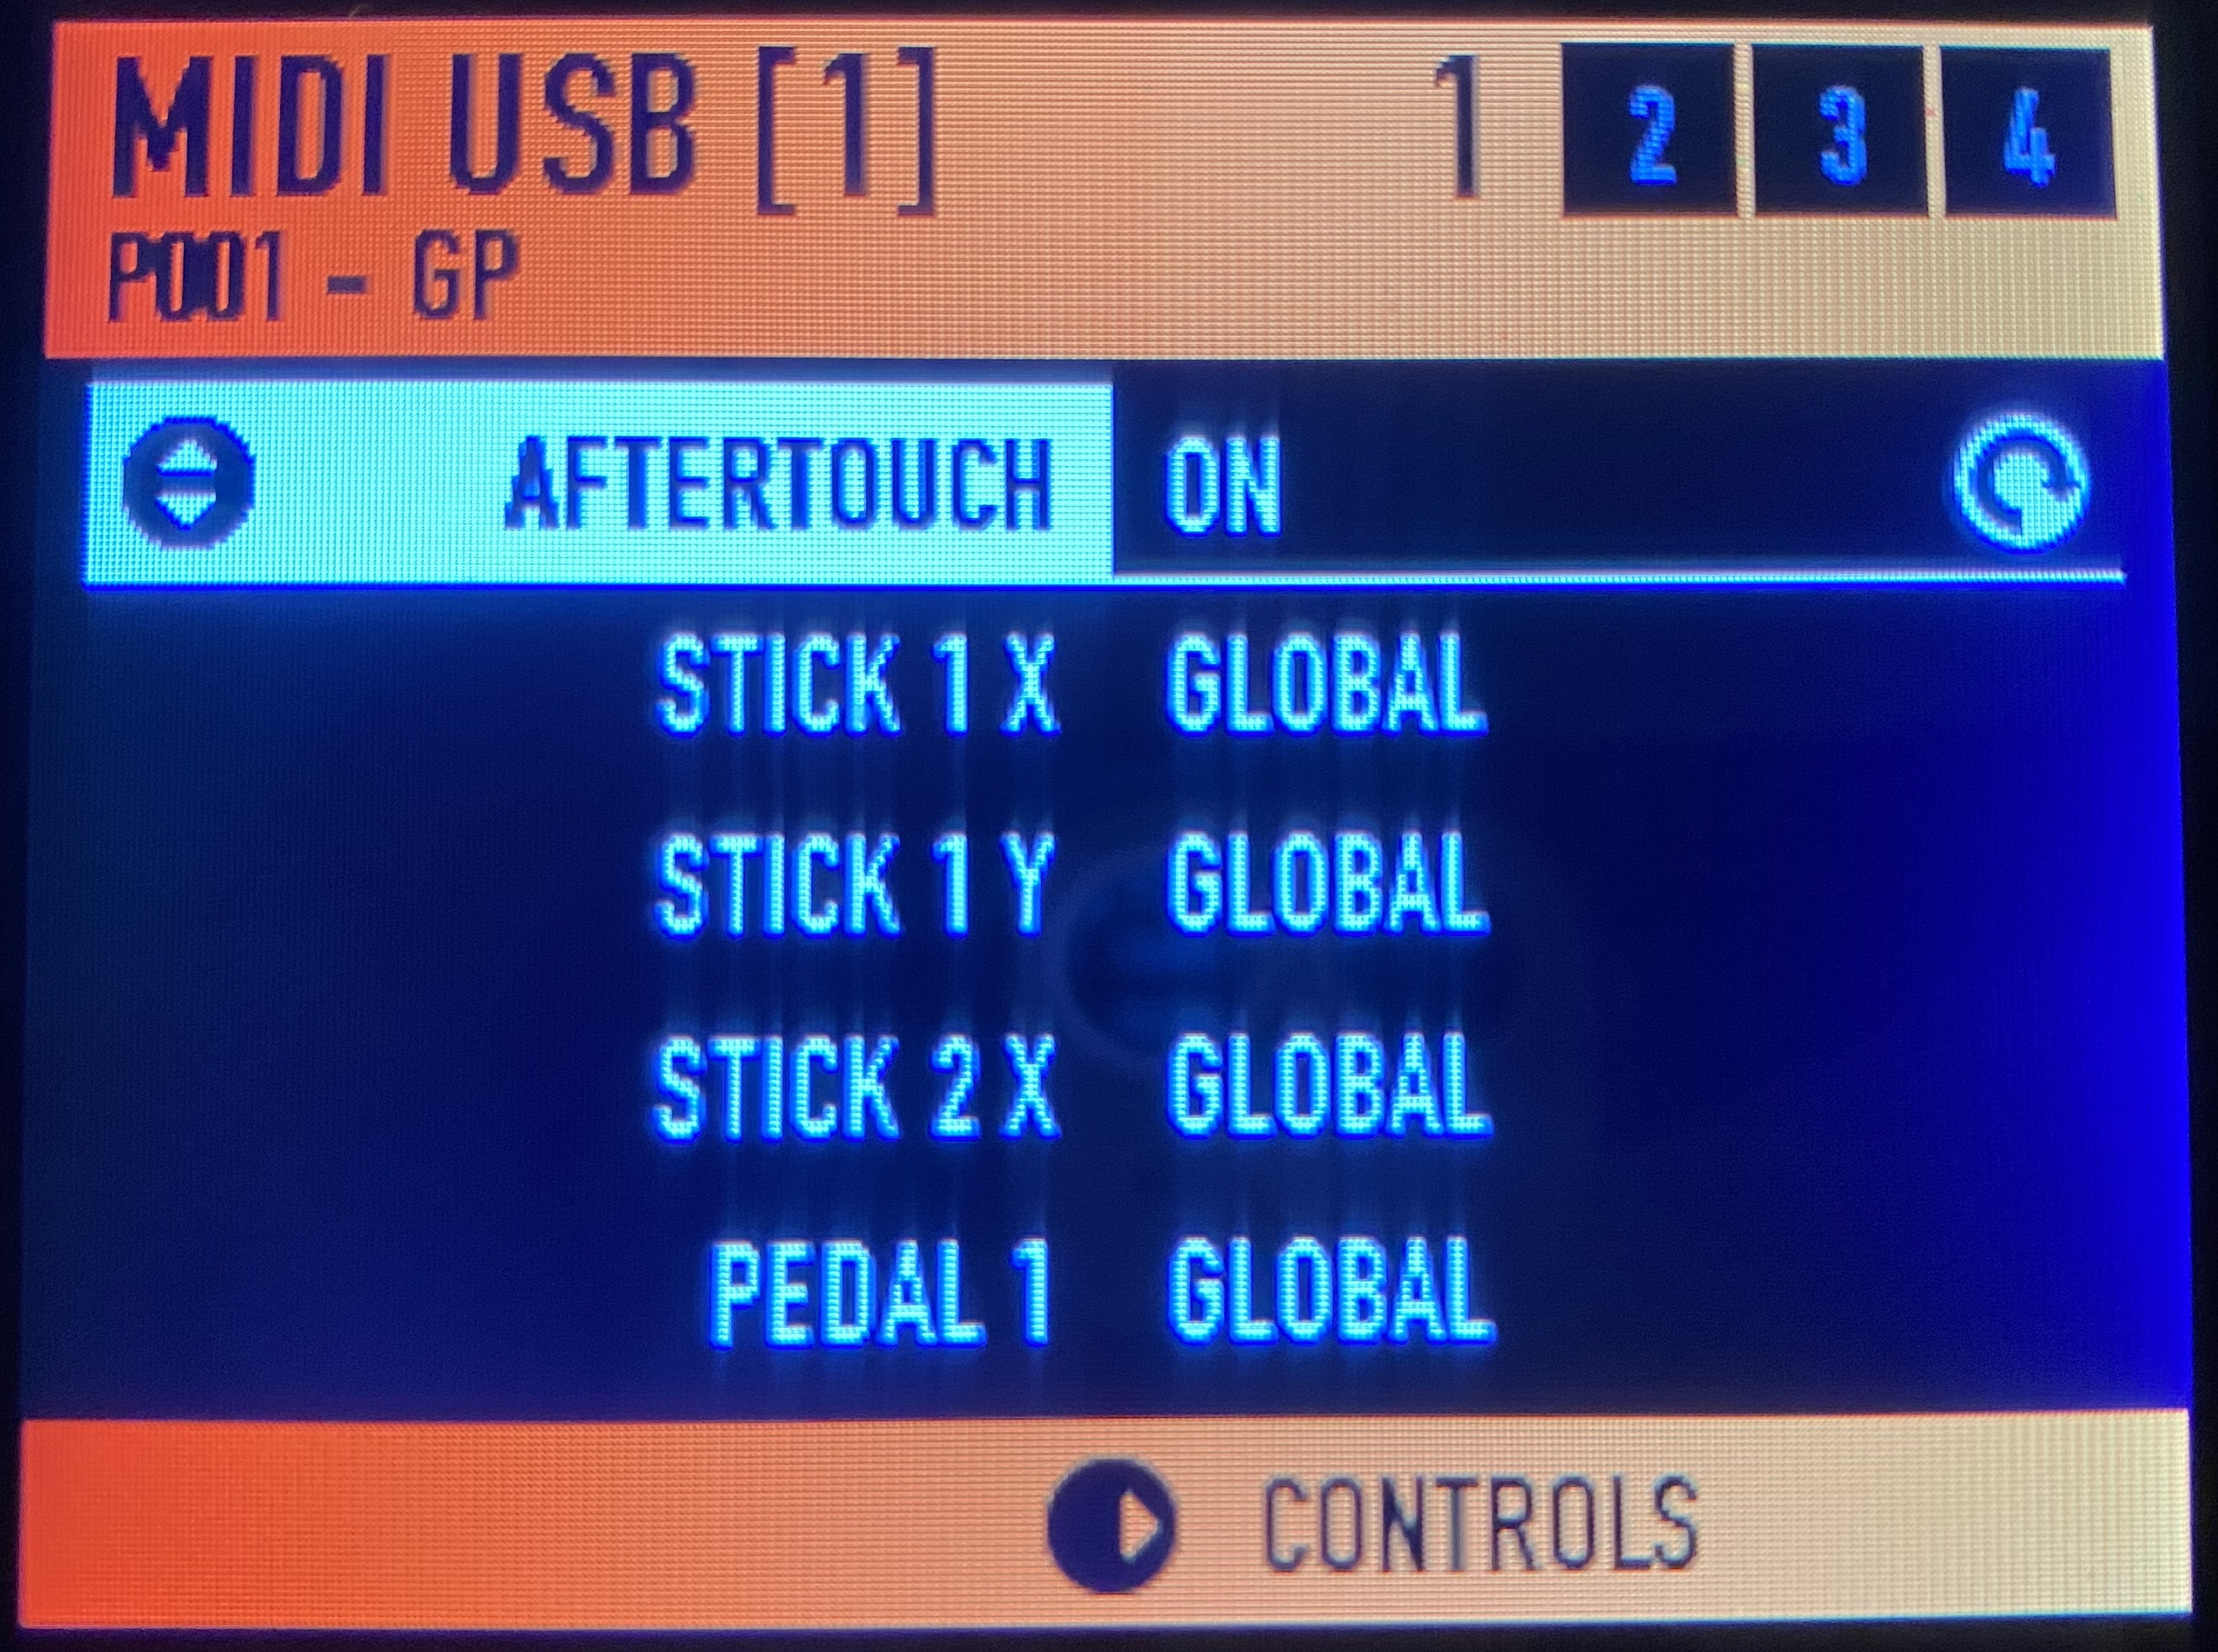 MIDI USB [1] 1 2 3 4
P001 - GP
AFTERTOUCH ON
STICK 1 X GLOBAL
STICK 1 Y GLOBAL
STICK 2 X GLOBAL
PEDAL 1 GLOBAL
CONTROLS